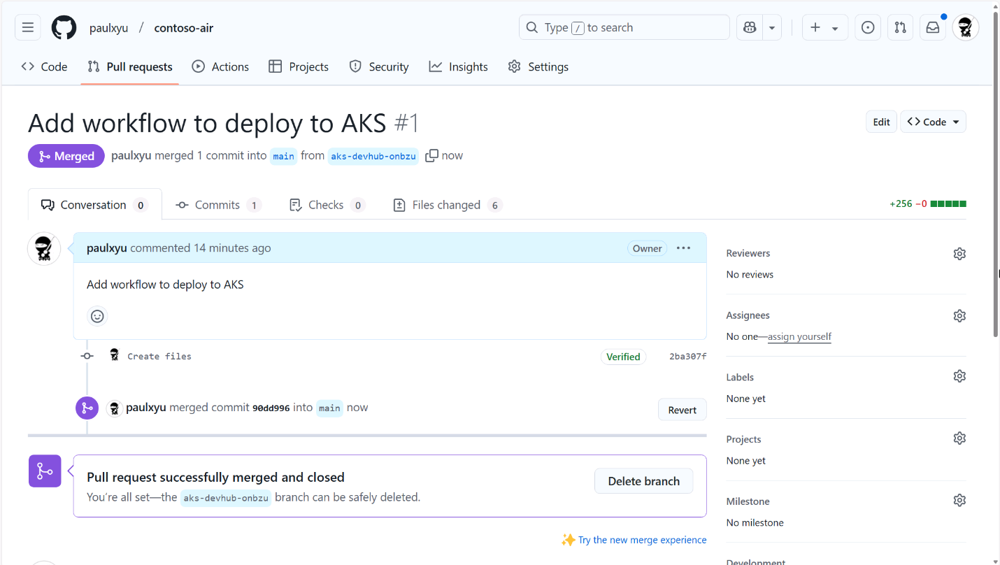 paulxyu / contoso-air
Type / to search
Code
Pull requests
Actions
Projects
Security
Insights
Settings
Add workflow to deploy to AKS #1
Edit
Code
Merged
paulxyu merged 1 commit into main from aks-devhub-onbzu now
Conversation 0
Commits 1
Checks 0
Files changed 6
+256 −0
paulxyu commented 14 minutes ago
Owner
Add workflow to deploy to AKS
Create files
Verified
2ba307f
paulxyu merged commit 90dd996 into main now
Revert
Pull request successfully merged and closed
You’re all set—the aks-devhub-onbzu branch can be safely deleted.
Delete branch
Try the new merge experience
Reviewers
No reviews
Assignees
No one—assign yourself
Labels
None yet
Projects
None yet
Milestone
No milestone
Development